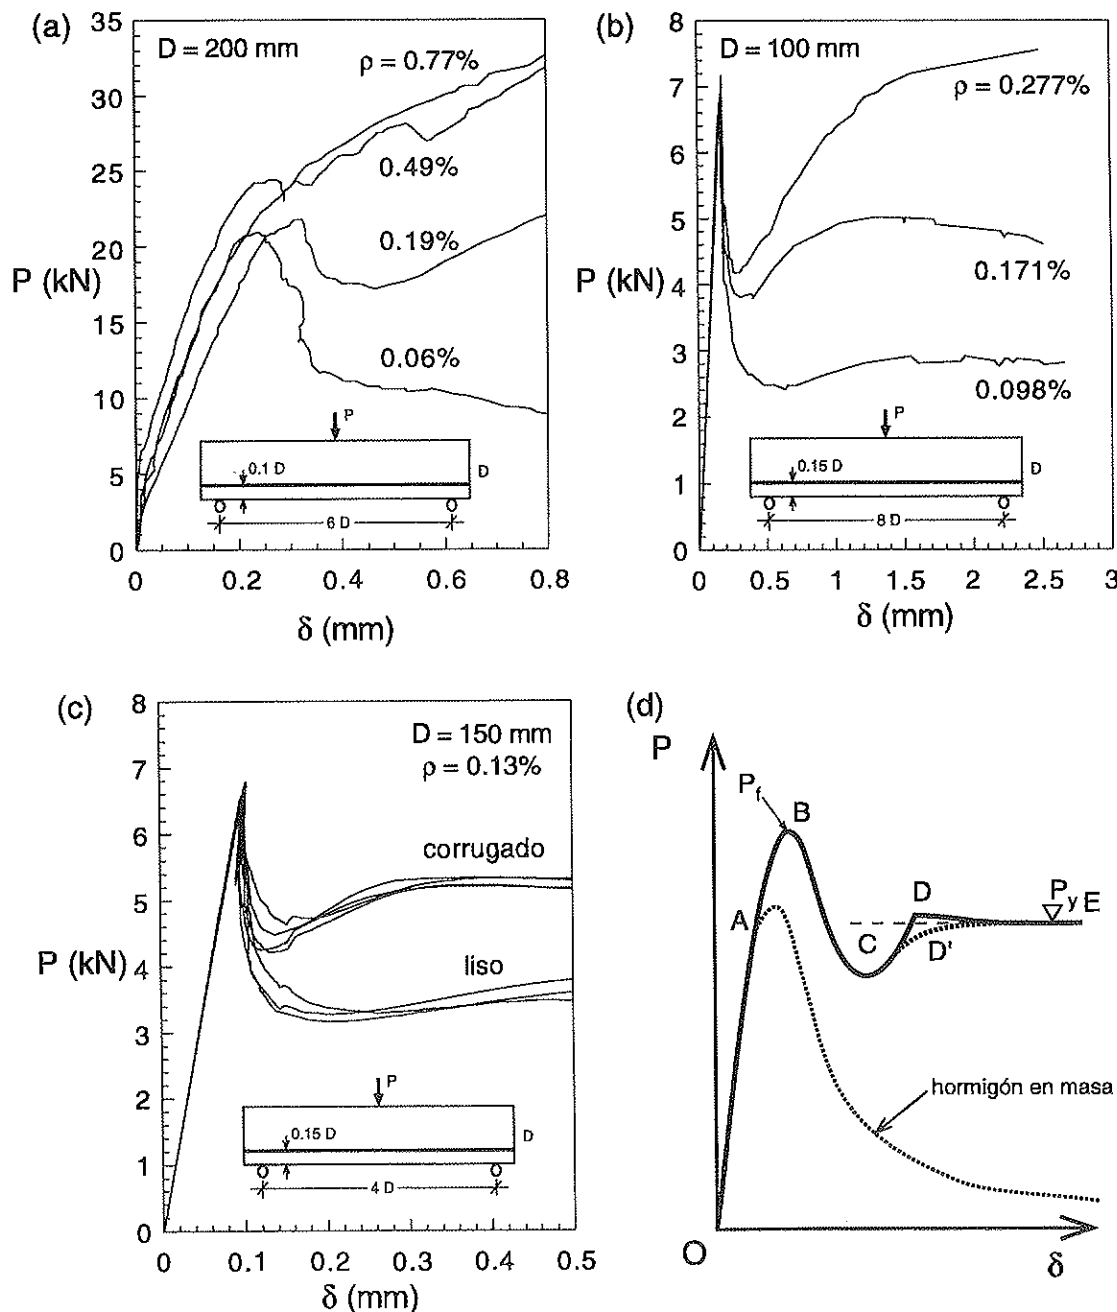 (a)
D = 200 mm
ρ = 0.77%
0.49%
0.19%
0.06%
P (kN)
35
30
25
20
15
10
5
0
P
0.1 D
D
6 D
0
0.2
0.4
0.6
0.8
δ (mm)
(b)
D = 100 mm
ρ = 0.277%
0.171%
0.098%
P (kN)
8
7
6
5
4
3
2
1
0
P
0.15 D
D
8 D
0
0.5
1
1.5
2
2.5
3
δ (mm)
(c)
D = 150 mm
ρ = 0.13%
corrugado
liso
P (kN)
8
7
6
5
4
3
2
1
0
P
0.15 D
D
4 D
0
0.1
0.2
0.3
0.4
0.5
δ (mm)
(d)
P
Pf
B
A
D
Py E
C
D'
hormigón en masa
O
δ